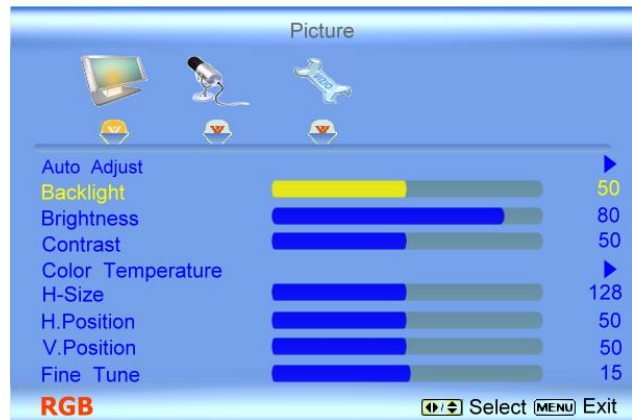 Picture
VIZIO
Auto Adjust
Backlight 50
Brightness 80
Contrast 50
Color Temperature
H-Size 128
H.Position 50
V.Position 50
Fine Tune 15
RGB Select MENU Exit